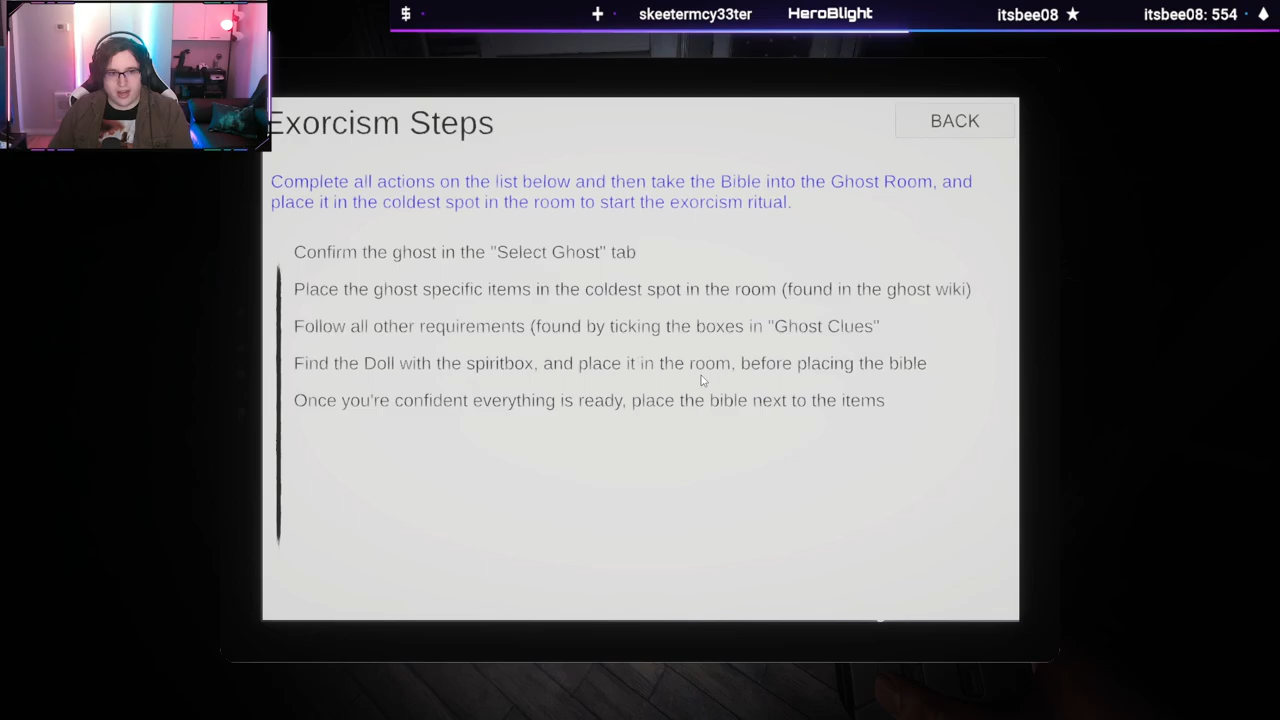 $ + skeetermcy33ter HeroBlight itsbee08 ★ itsbee08: 554
Exorcism Steps
BACK
Complete all actions on the list below and then take the Bible into the Ghost Room, and
place it in the coldest spot in the room to start the exorcism ritual.
Confirm the ghost in the "Select Ghost" tab
Place the ghost specific items in the coldest spot in the room (found in the ghost wiki)
Follow all other requirements (found by ticking the boxes in "Ghost Clues"
Find the Doll with the spiritbox, and place it in the room, before placing the bible
Once you're confident everything is ready, place the bible next to the items